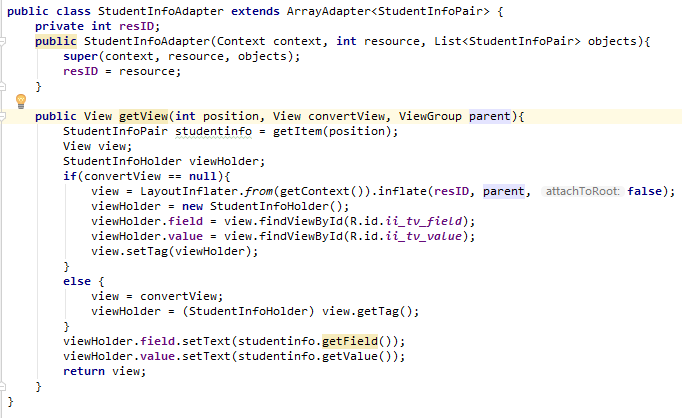 public class StudentInfoAdapter extends ArrayAdapter<StudentInfoPair> {
    private int resID;
    public StudentInfoAdapter(Context context, int resource, List<StudentInfoPair> objects){
        super(context, resource, objects);
        resID = resource;
    }

    public View getView(int position, View convertView, ViewGroup parent){
        StudentInfoPair studentinfo = getItem(position);
        View view;
        StudentInfoHolder viewHolder;
        if(convertView == null){
            view = LayoutInflater.from(getContext()).inflate(resID, parent, attachToRoot: false);
            viewHolder = new StudentInfoHolder();
            viewHolder.field = view.findViewById(R.id.ii_tv_field);
            viewHolder.value = view.findViewById(R.id.ii_tv_value);
            view.setTag(viewHolder);
        }
        else {
            view = convertView;
            viewHolder = (StudentInfoHolder) view.getTag();
        }
        viewHolder.field.setText(studentinfo.getField());
        viewHolder.value.setText(studentinfo.getValue());
        return view;
    }
}